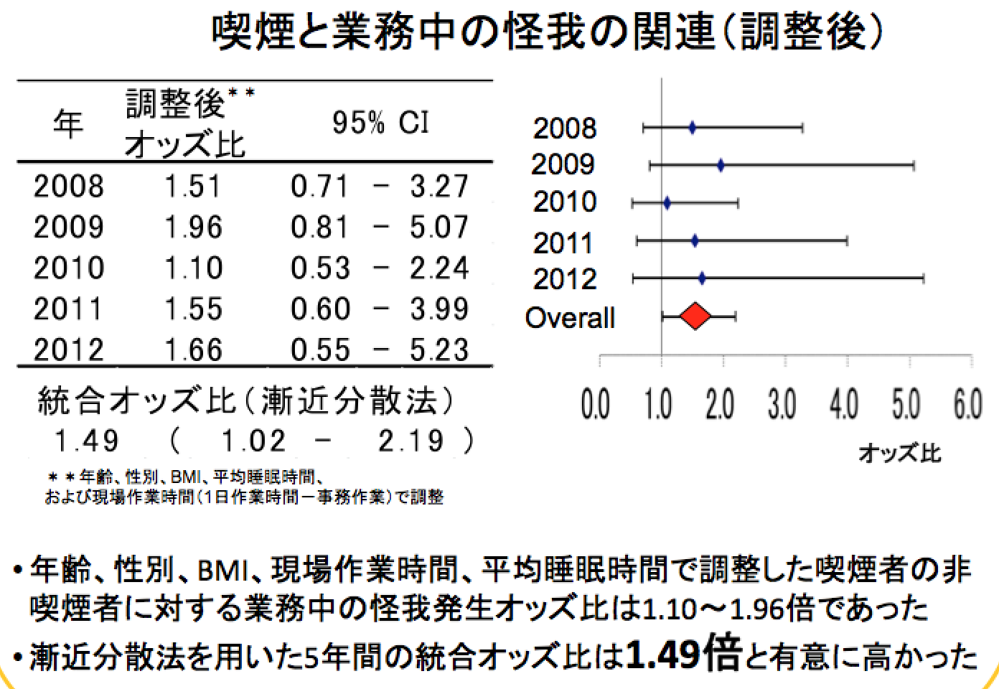 喫煙と業務中の怪我の関連（調整後）
年 調整後** オッズ比 95% CI
2008 1.51 0.71 － 3.27
2009 1.96 0.81 － 5.07
2010 1.10 0.53 － 2.24
2011 1.55 0.60 － 3.99
2012 1.66 0.55 － 5.23
統合オッズ比（漸近分散法）
1.49 （ 1.02 － 2.19 ）
＊＊年齢、性別、BMI、平均睡眠時間、
および現場作業時間（1日作業時間－事務作業）で調整
2008
2009
2010
2011
2012
Overall
0.0 1.0 2.0 3.0 4.0 5.0 6.0
オッズ比
•年齢、性別、BMI、現場作業時間、平均睡眠時間で調整した喫煙者の非
喫煙者に対する業務中の怪我発生オッズ比は1.10～1.96倍であった
•漸近分散法を用いた5年間の統合オッズ比は1.49倍と有意に高かった